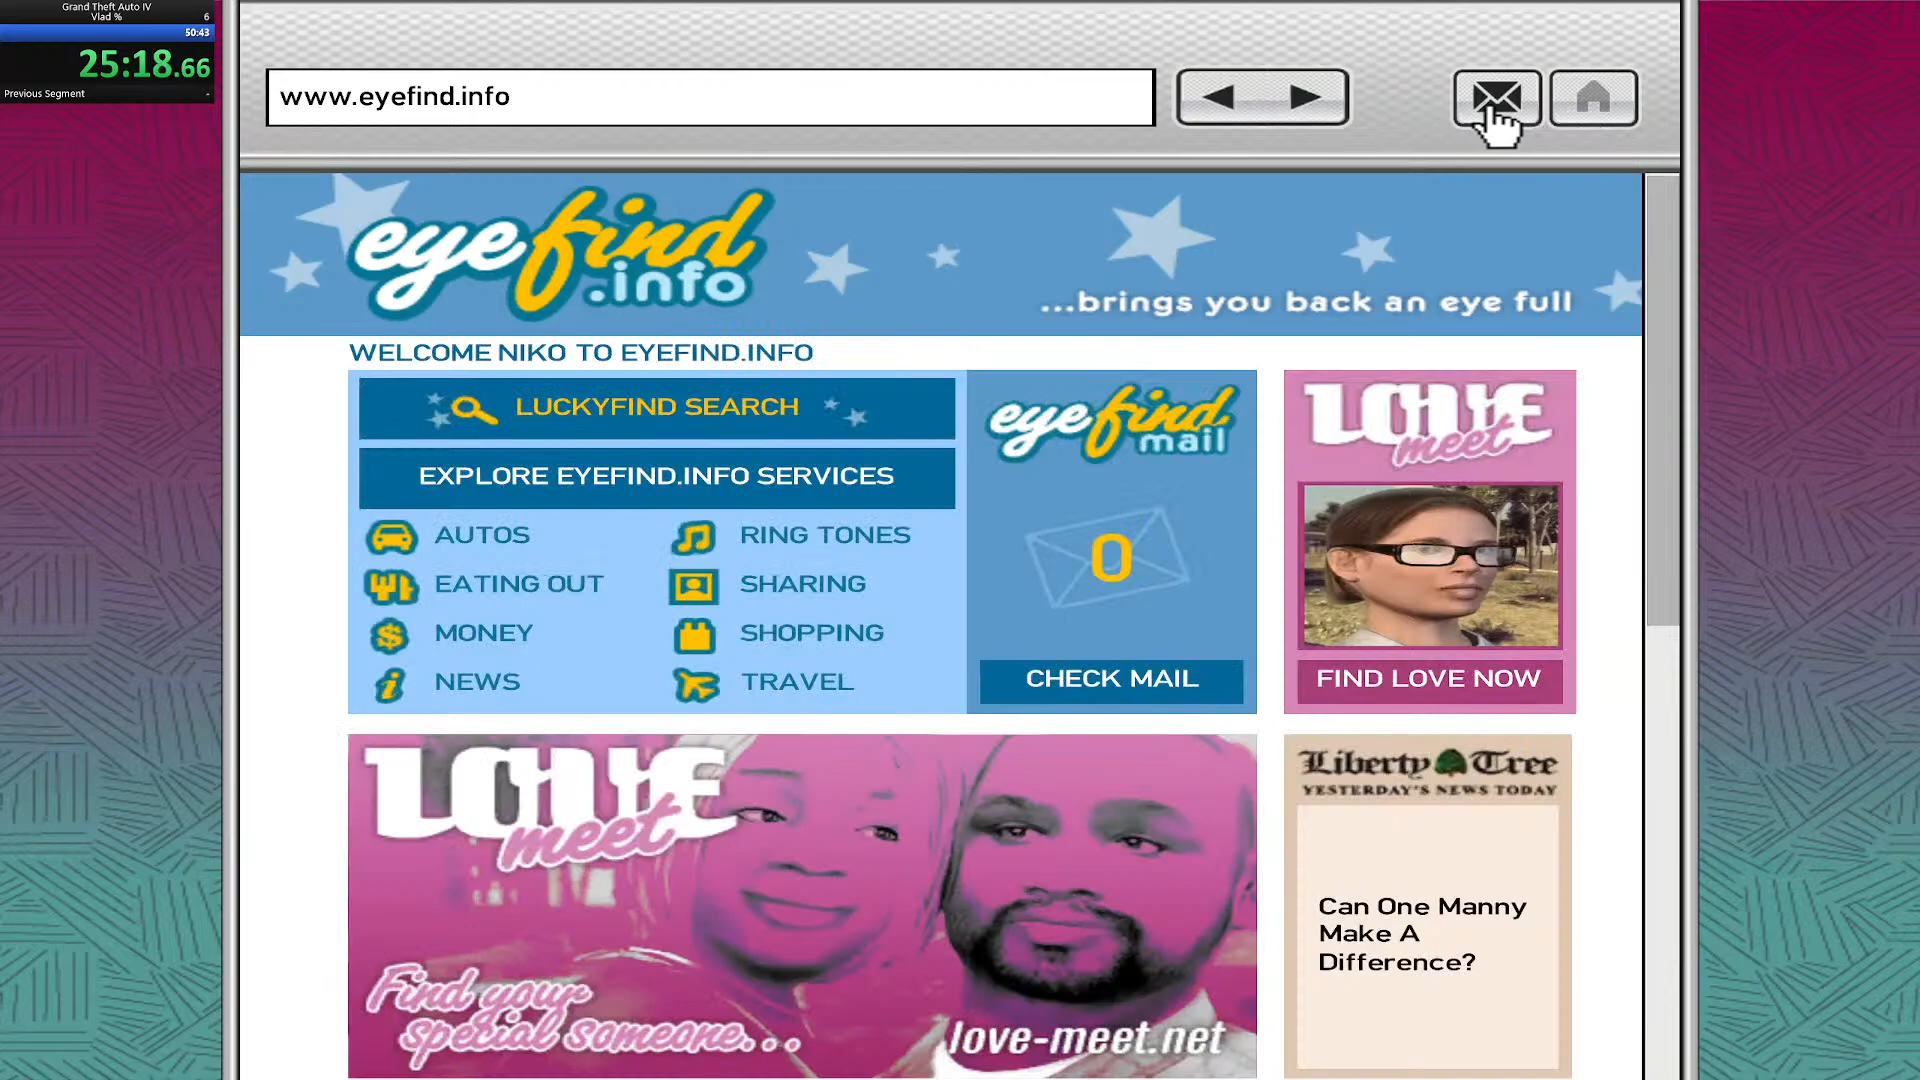 Grand Theft Auto IV
Vlad %
6
50:43
25:18.66
Previous Segment
-
www.eyefind.info
eyefind
.info
...brings you back an eye full
WELCOME NIKO TO EYEFIND.INFO
LUCKYFIND SEARCH
EXPLORE EYEFIND.INFO SERVICES
AUTOS
RING TONES
EATING OUT
SHARING
MONEY
SHOPPING
NEWS
TRAVEL
eyefind
mail
0
CHECK MAIL
LOVE
meet
FIND LOVE NOW
LOVE
meet
Find your
special someone...
love-meet.net
Liberty Tree
YESTERDAY'S NEWS TODAY
Can One Manny
Make A
Difference?